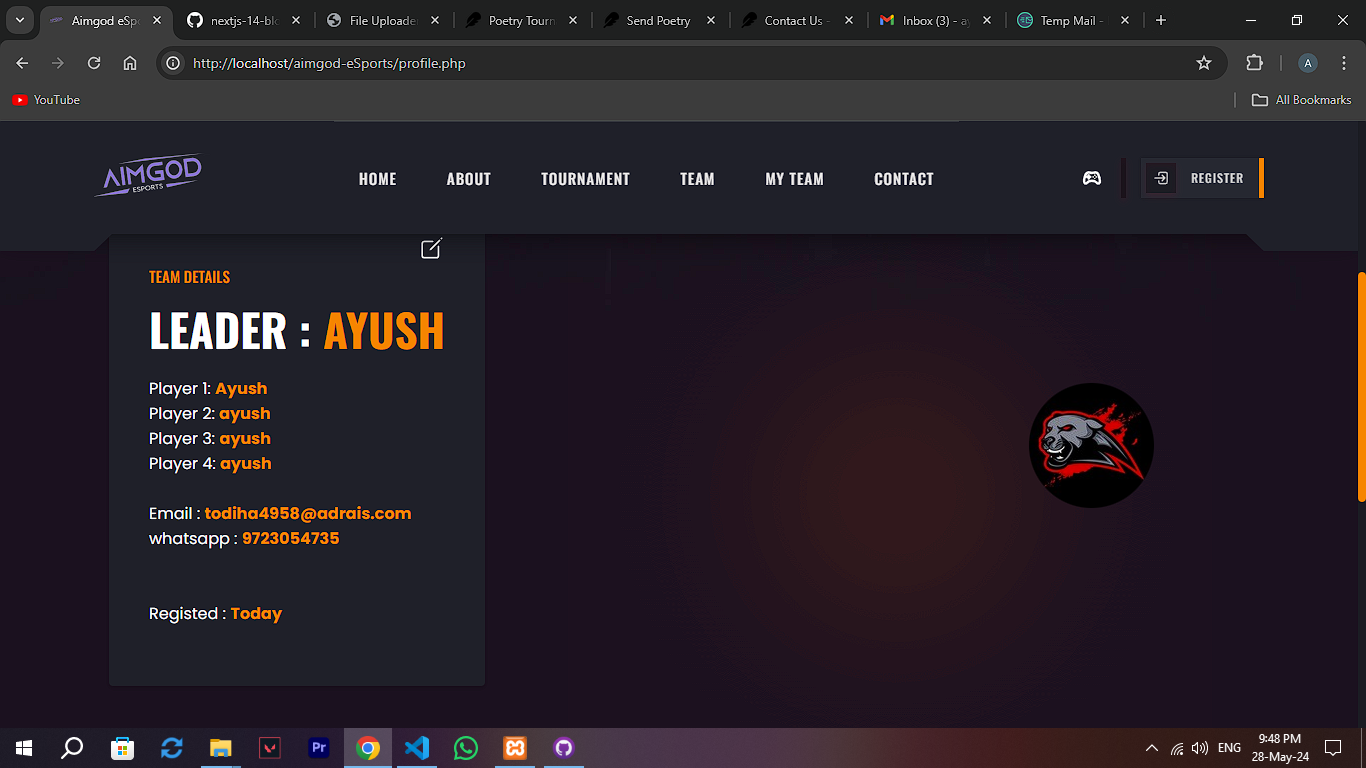 Aimgod eSp
nextjs-14-bl
File Uploade
Poetry Tourn
Send Poetry
Contact Us -
Inbox (3) - a
Temp Mail -
http://localhost/aimgod-eSports/profile.php
A
YouTube
All Bookmarks
AIMGOD
ESPORTS
HOME
ABOUT
TOURNAMENT
TEAM
MY TEAM
CONTACT
REGISTER
TEAM DETAILS
LEADER : AYUSH
Player 1: Ayush
Player 2: ayush
Player 3: ayush
Player 4: ayush
Email : todiha4958@adrais.com
whatsapp : 9723054735
Registed : Today
Pr
ENG
9:48 PM
28-May-24